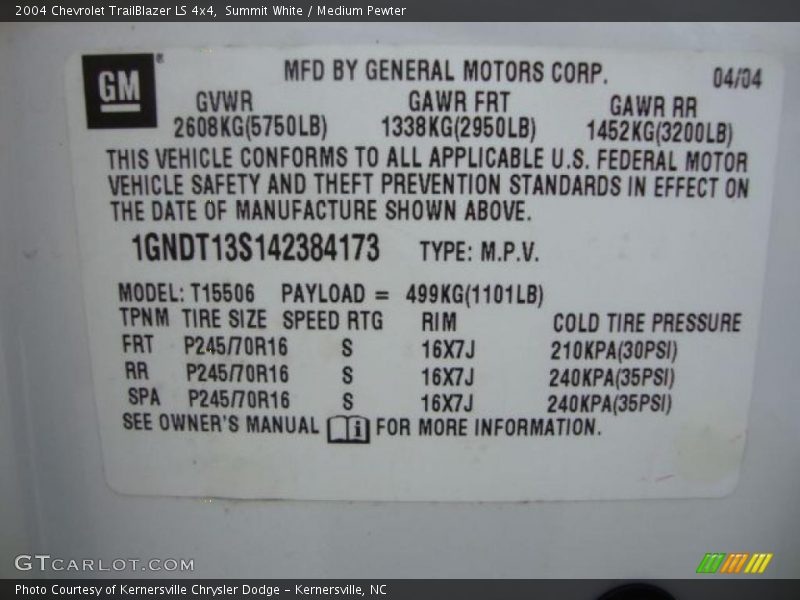 2004 Chevrolet TrailBlazer LS 4x4,  Summit White / Medium Pewter
GM®
MFD BY GENERAL MOTORS CORP. 04/04
GVWR GAWR FRT GAWR RR
2608KG(5750LB) 1338KG(2950LB) 1452KG(3200LB)
THIS VEHICLE CONFORMS TO ALL APPLICABLE U.S. FEDERAL MOTOR
VEHICLE SAFETY AND THEFT PREVENTION STANDARDS IN EFFECT ON
THE DATE OF MANUFACTURE SHOWN ABOVE.
1GNDT13S142384173 TYPE: M.P.V.
MODEL: T15506 PAYLOAD = 499KG(1101LB)
TPNM TIRE SIZE SPEED RTG RIM COLD TIRE PRESSURE
FRT P245/70R16 S 16X7J 210KPA(30PSI)
RR P245/70R16 S 16X7J 240KPA(35PSI)
SPA P245/70R16 S 16X7J 240KPA(35PSI)
SEE OWNER'S MANUAL i FOR MORE INFORMATION.
GTCARLOT.COM
Photo Courtesy of Kernersville Chrysler Dodge – Kernersville, NC